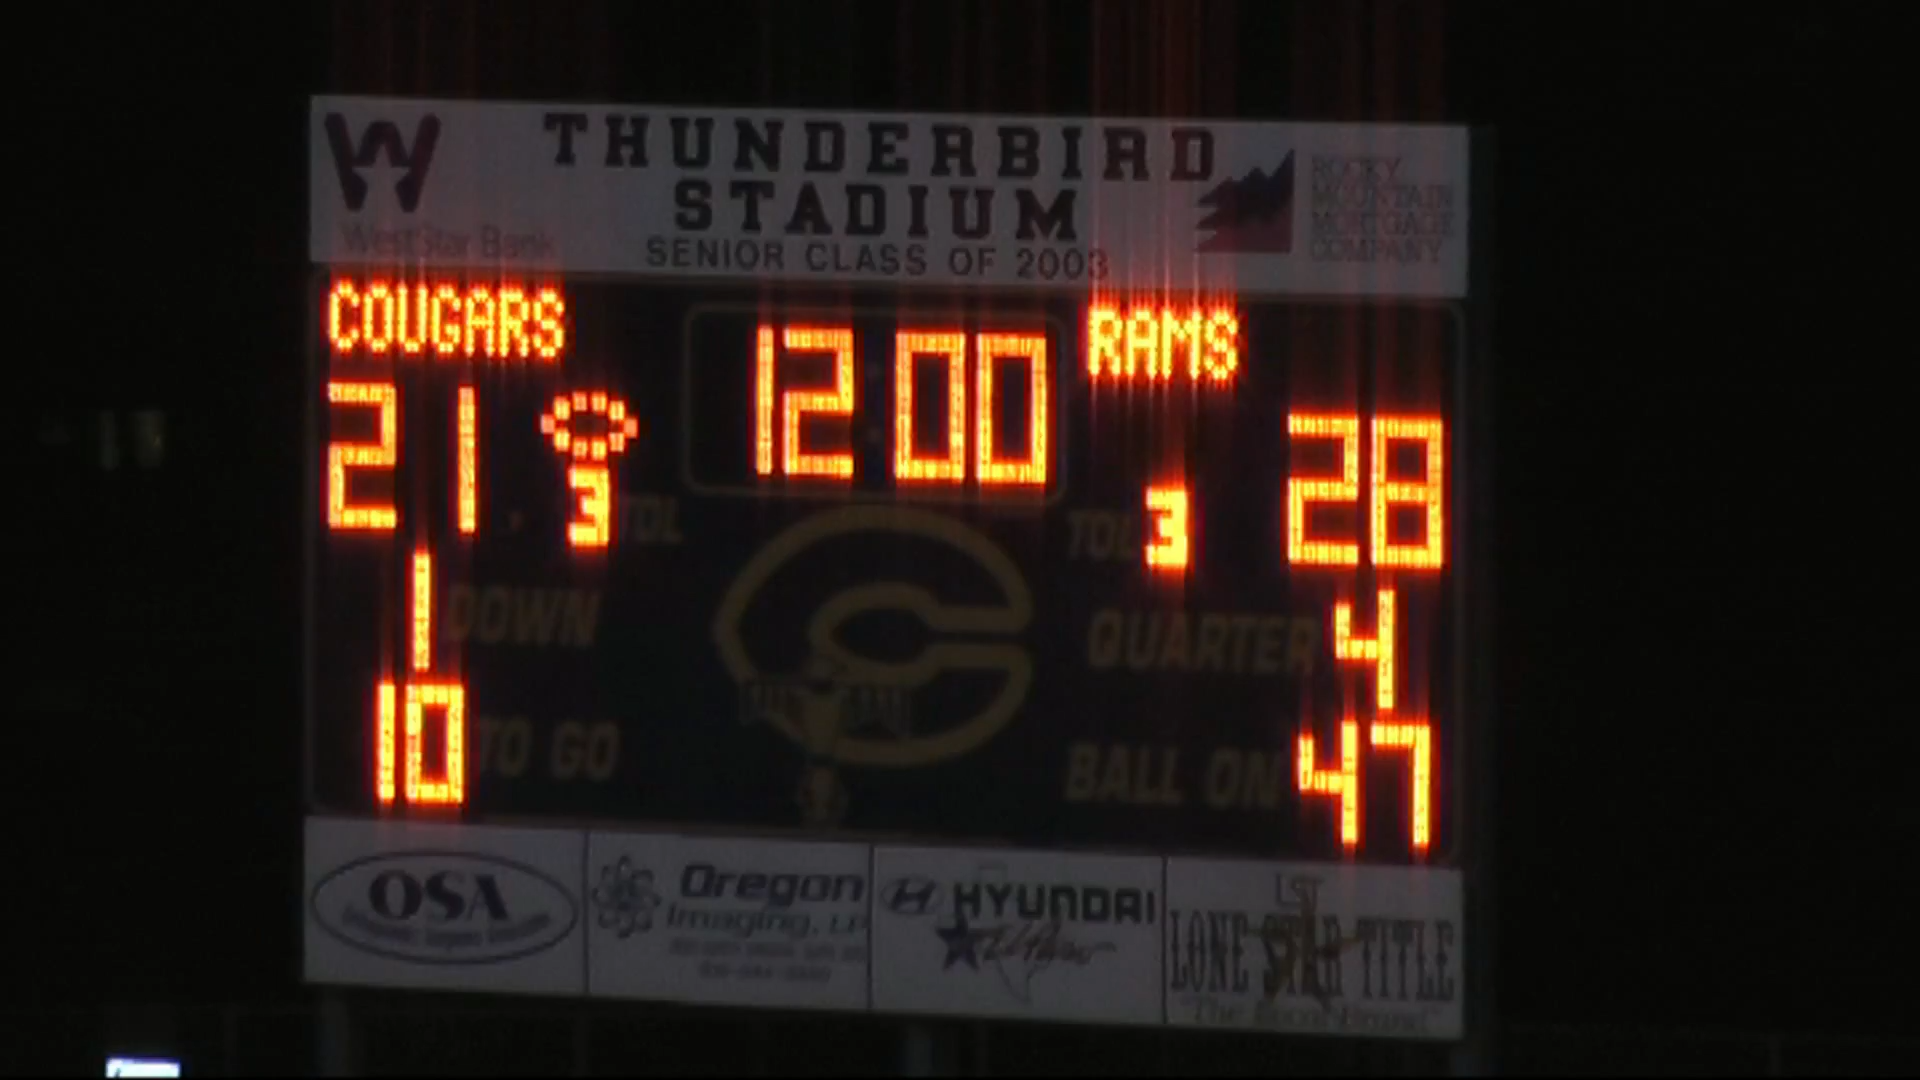 THUNDERBIRD
STADIUM
SENIOR CLASS OF 2003
WestStar Bank
ROCKY
MOUNTAIN
MORTGAGE
COMPANY
COUGARS
12:00
RAMS
21
3 TOL
TOL 3
28
1 DOWN
QUARTER 4
10 TO GO
BALL ON 47
OSA
Oregon
Imaging, LP
HYUNDAI
LST
LONE STAR TITLE